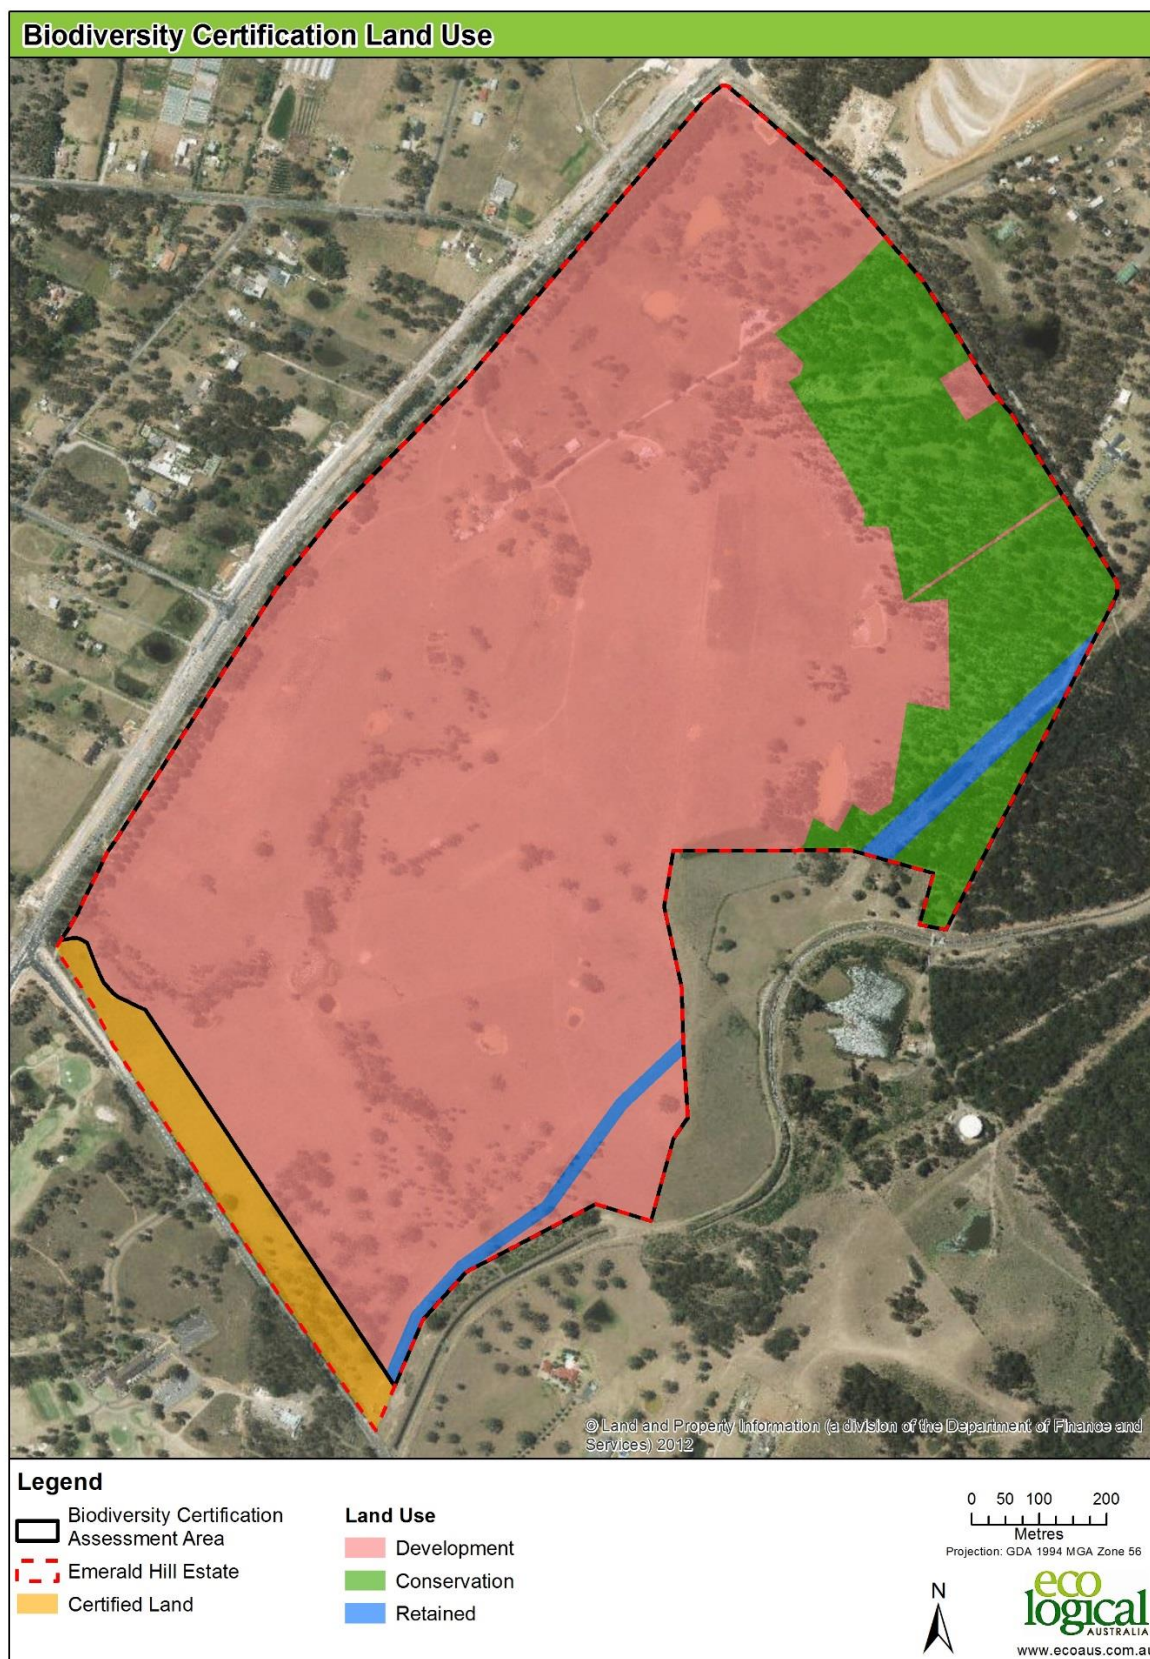 Biodiversity Certification Land Use
© Land and Property Information (a division of the Department of Finance and
Services) 2012
Legend
Biodiversity Certification
Assessment Area
Emerald Hill Estate
Certified Land
Land Use
Development
Conservation
Retained
0 50 100 200
Metres
Projection: GDA 1994 MGA Zone 56
N
eco
logical
AUSTRALIA
www.ecoaus.com.au